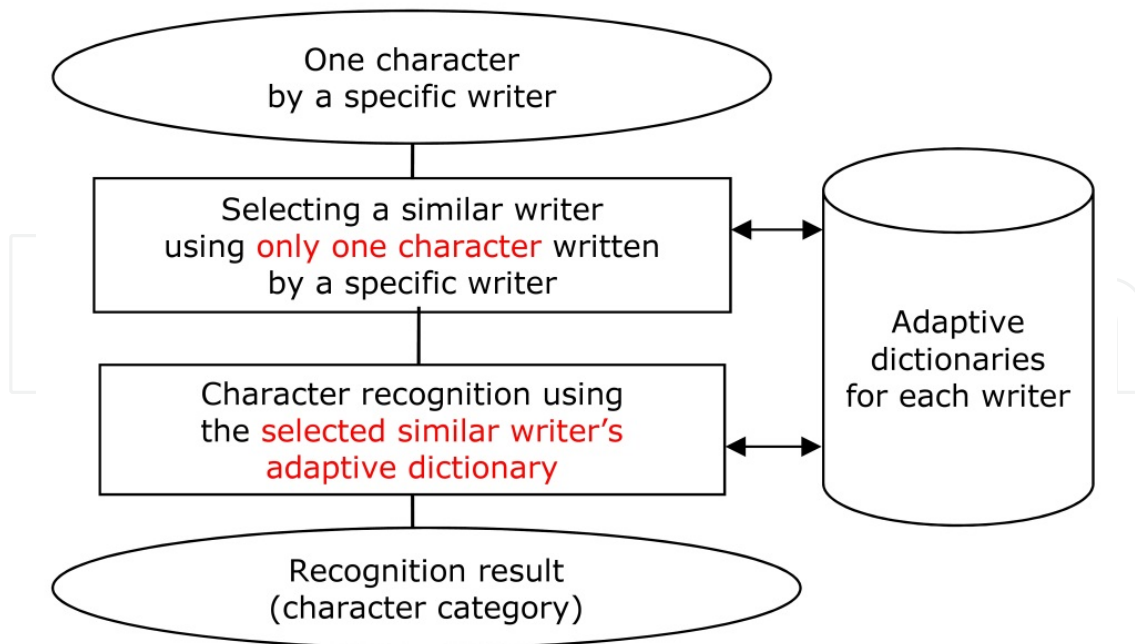 One character
by a specific writer
Selecting a similar writer
using only one character written
by a specific writer
Character recognition using
the selected similar writer’s
adaptive dictionary
Recognition result
(character category)
Adaptive
dictionaries
for each writer